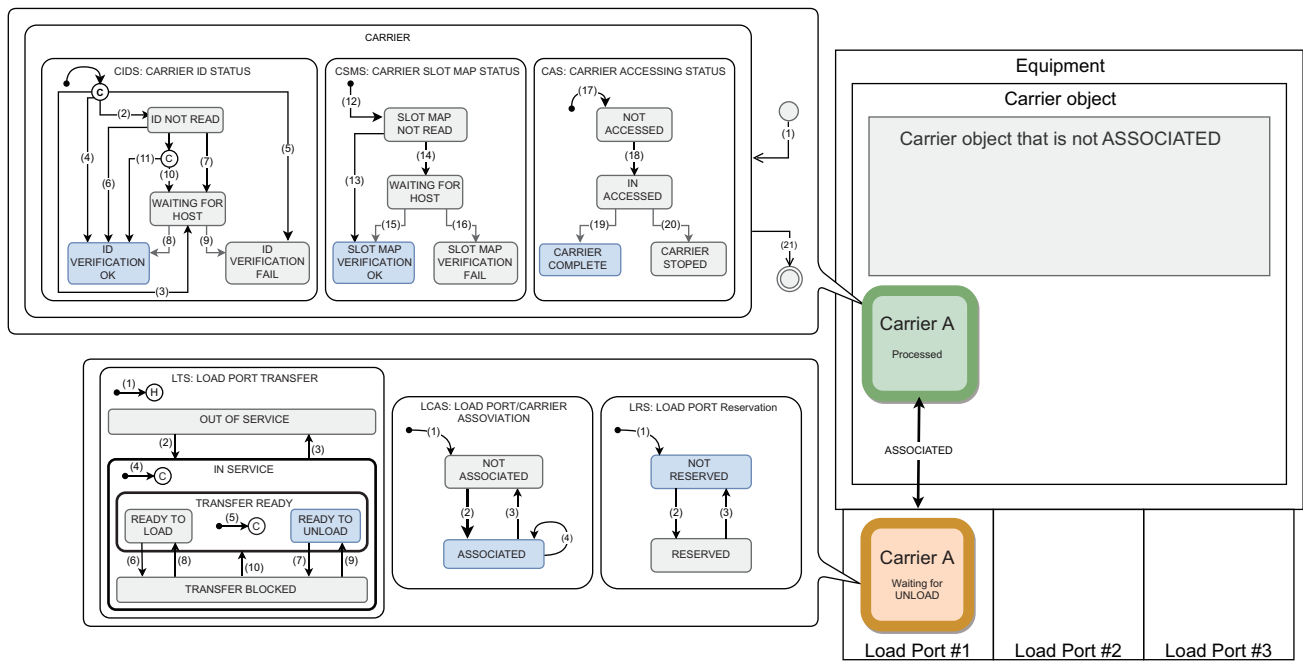 CARRIER
CIDS: CARRIER ID STATUS
C
(2)
ID NOT READ
(4)
(11)
C
(7)
(5)
(6)
(10)
WAITING FOR
HOST
(8)
(9)
ID
VERIFICATION
OK
ID
VERIFICATION
FAIL
(3)
CSMS: CARRIER SLOT MAP STATUS
(12)
SLOT MAP
NOT READ
(14)
(13)
WAITING FOR
HOST
(15)
(16)
SLOT MAP
VERIFICATION
OK
SLOT MAP
VERIFICATION
FAIL
CAS: CARRIER ACCESSING STATUS
(17)
NOT
ACCESSED
(18)
IN
ACCESSED
(19)
(20)
CARRIER
COMPLETE
CARRIER
STOPED
(1)
(21)
Equipment
Carrier object
Carrier object that is not ASSOCIATED
Carrier A
Processed
ASSOCIATED
Carrier A
Waiting for
UNLOAD
Load Port #1
Load Port #2
Load Port #3
LTS: LOAD PORT TRANSFER
(1)
H
OUT OF SERVICE
(2)
(3)
IN SERVICE
(4)
C
TRANSFER READY
READY TO
LOAD
(5)
C
READY TO
UNLOAD
(6)
(8)
(10)
(7)
(9)
TRANSFER BLOCKED
LCAS: LOAD PORT/CARRIER
ASSOVIATION
(1)
NOT
ASSOCIATED
(2)
(3)
(4)
ASSOCIATED
LRS: LOAD PORT Reservation
(1)
NOT
RESERVED
(2)
(3)
RESERVED